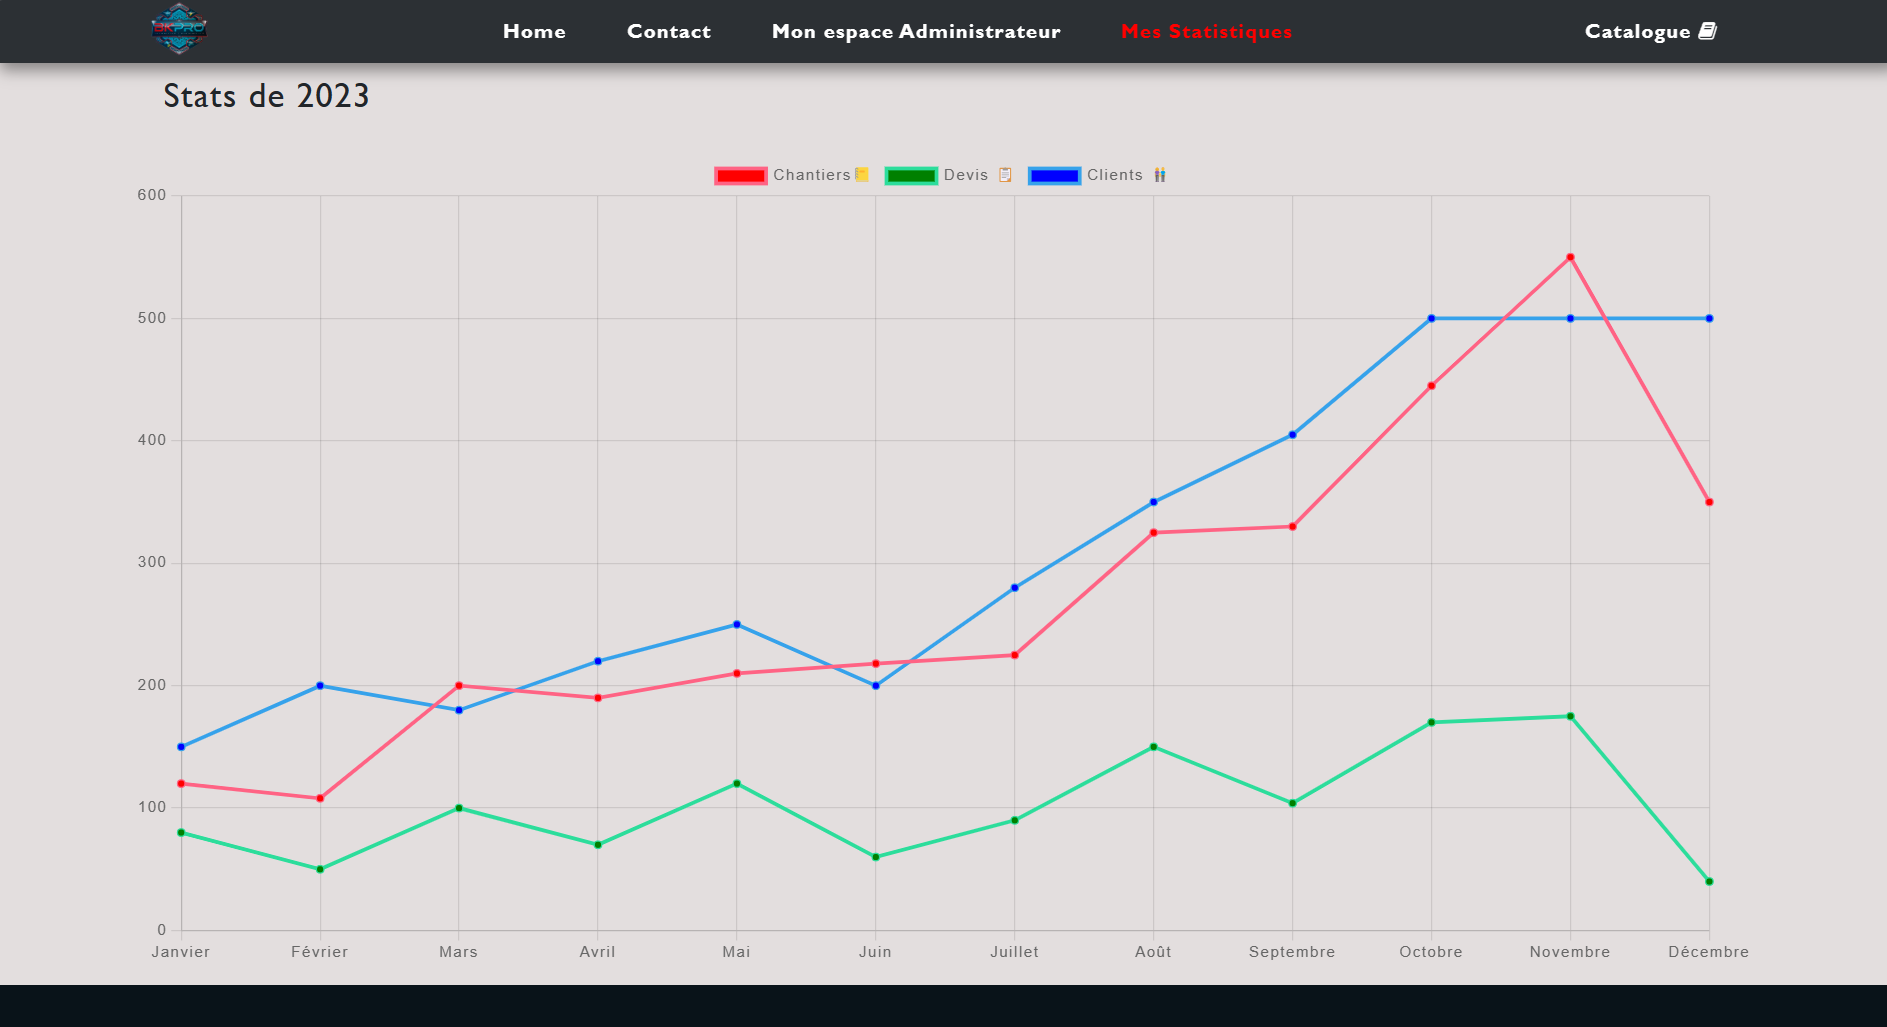 BKPRO
Home Contact Mon espace Administrateur Mes Statistiques Catalogue
Stats de 2023
Chantiers Devis Clients
600
500
400
300
200
100
0
Janvier Février Mars Avril Mai Juin Juillet Août Septembre Octobre Novembre Décembre